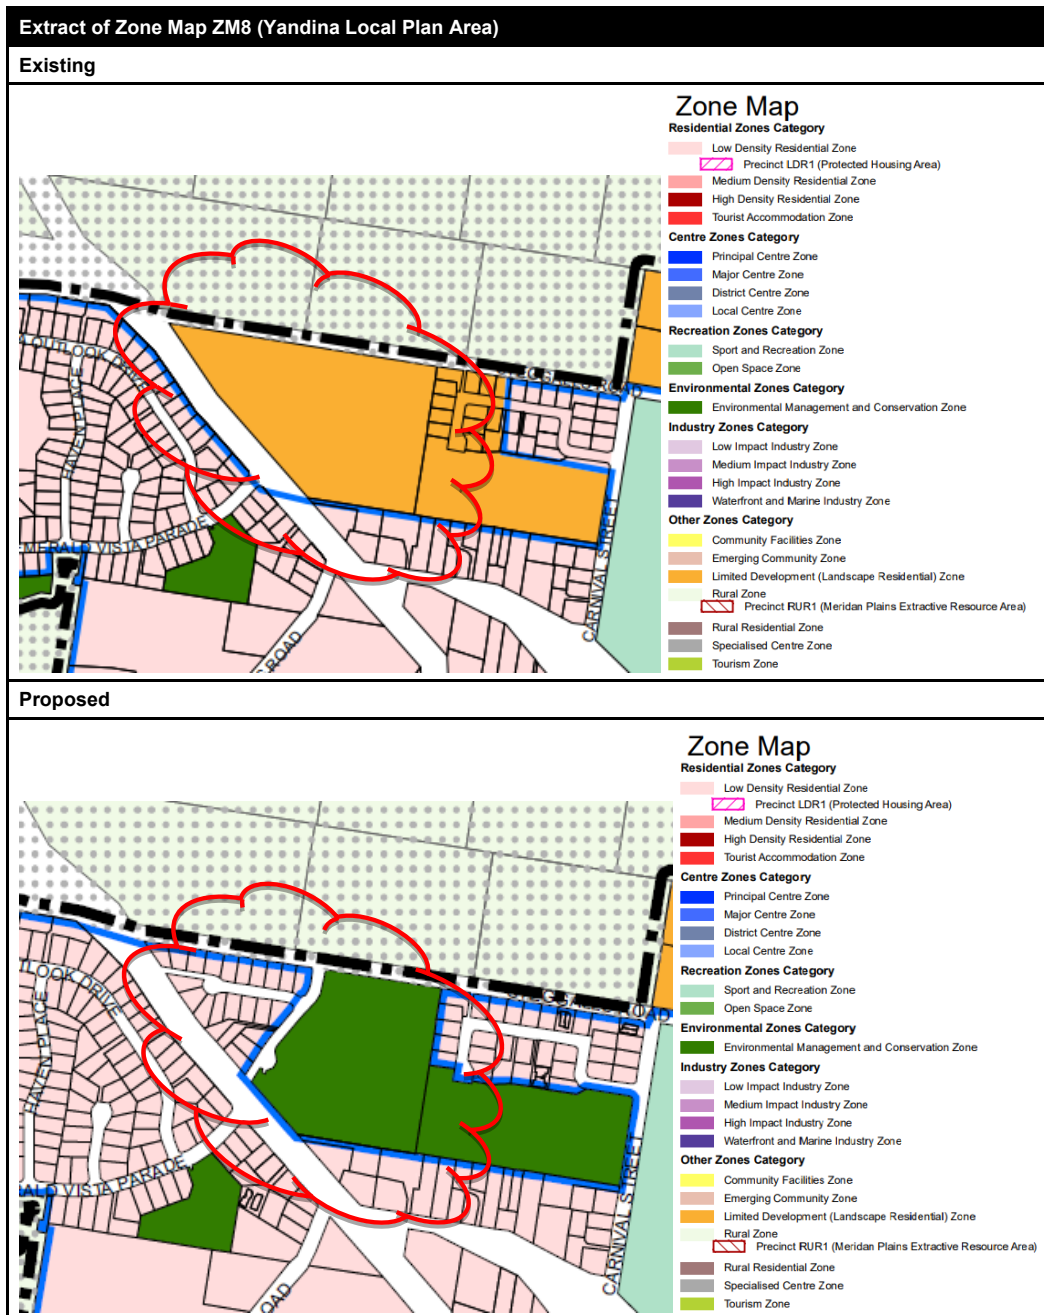 Extract of Zone Map ZM8 (Yandina Local Plan Area)
Existing
Zone Map
Residential Zones Category
Low Density Residential Zone
Precinct LDR1 (Protected Housing Area)
Medium Density Residential Zone
High Density Residential Zone
Tourist Accommodation Zone
Centre Zones Category
Principal Centre Zone
Major Centre Zone
District Centre Zone
Local Centre Zone
Recreation Zones Category
Sport and Recreation Zone
Open Space Zone
Environmental Zones Category
Environmental Management and Conservation Zone
Industry Zones Category
Low Impact Industry Zone
Medium Impact Industry Zone
High Impact Industry Zone
Waterfront and Marine Industry Zone
Other Zones Category
Community Facilities Zone
Emerging Community Zone
Limited Development (Landscape Residential) Zone
Rural Zone
Precinct RUR1 (Meridan Plains Extractive Resource Area)
Rural Residential Zone
Specialised Centre Zone
Tourism Zone
OUTLOOK DRIVE
HAVEN PLACE
EMERALD VISTA PARADE
ROAD
ROAD
CARNIVAL STREET
Proposed
Zone Map
Residential Zones Category
Low Density Residential Zone
Precinct LDR1 (Protected Housing Area)
Medium Density Residential Zone
High Density Residential Zone
Tourist Accommodation Zone
Centre Zones Category
Principal Centre Zone
Major Centre Zone
District Centre Zone
Local Centre Zone
Recreation Zones Category
Sport and Recreation Zone
Open Space Zone
Environmental Zones Category
Environmental Management and Conservation Zone
Industry Zones Category
Low Impact Industry Zone
Medium Impact Industry Zone
High Impact Industry Zone
Waterfront and Marine Industry Zone
Other Zones Category
Community Facilities Zone
Emerging Community Zone
Limited Development (Landscape Residential) Zone
Rural Zone
Precinct RUR1 (Meridan Plains Extractive Resource Area)
Rural Residential Zone
Specialised Centre Zone
Tourism Zone
TLOOK DRIVE
HAVEN PLACE
ALD VISTA PARADE
OAD
ROAD
CARNIVAL STREET